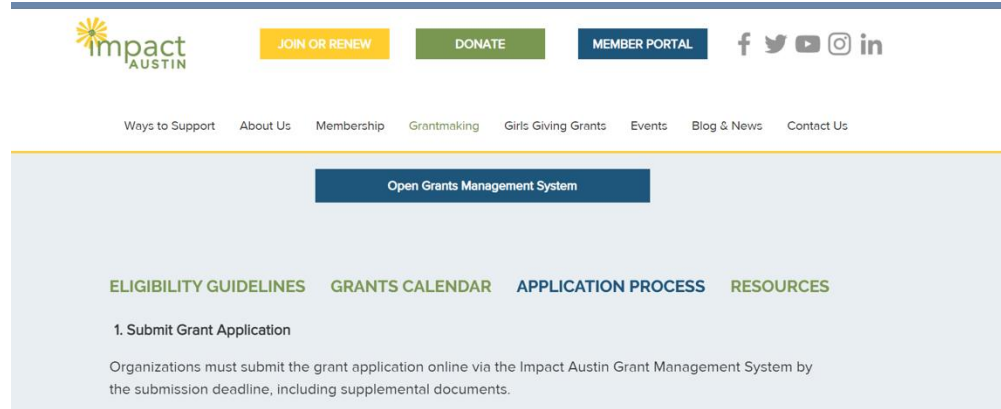 impact
AUSTIN
JOIN OR RENEW
DONATE
MEMBER PORTAL
Ways to Support About Us Membership Grantmaking Girls Giving Grants Events Blog & News Contact Us
Open Grants Management System
ELIGIBILITY GUIDELINES GRANTS CALENDAR APPLICATION PROCESS RESOURCES
1. Submit Grant Application
Organizations must submit the grant application online via the Impact Austin Grant Management System by
the submission deadline, including supplemental documents.